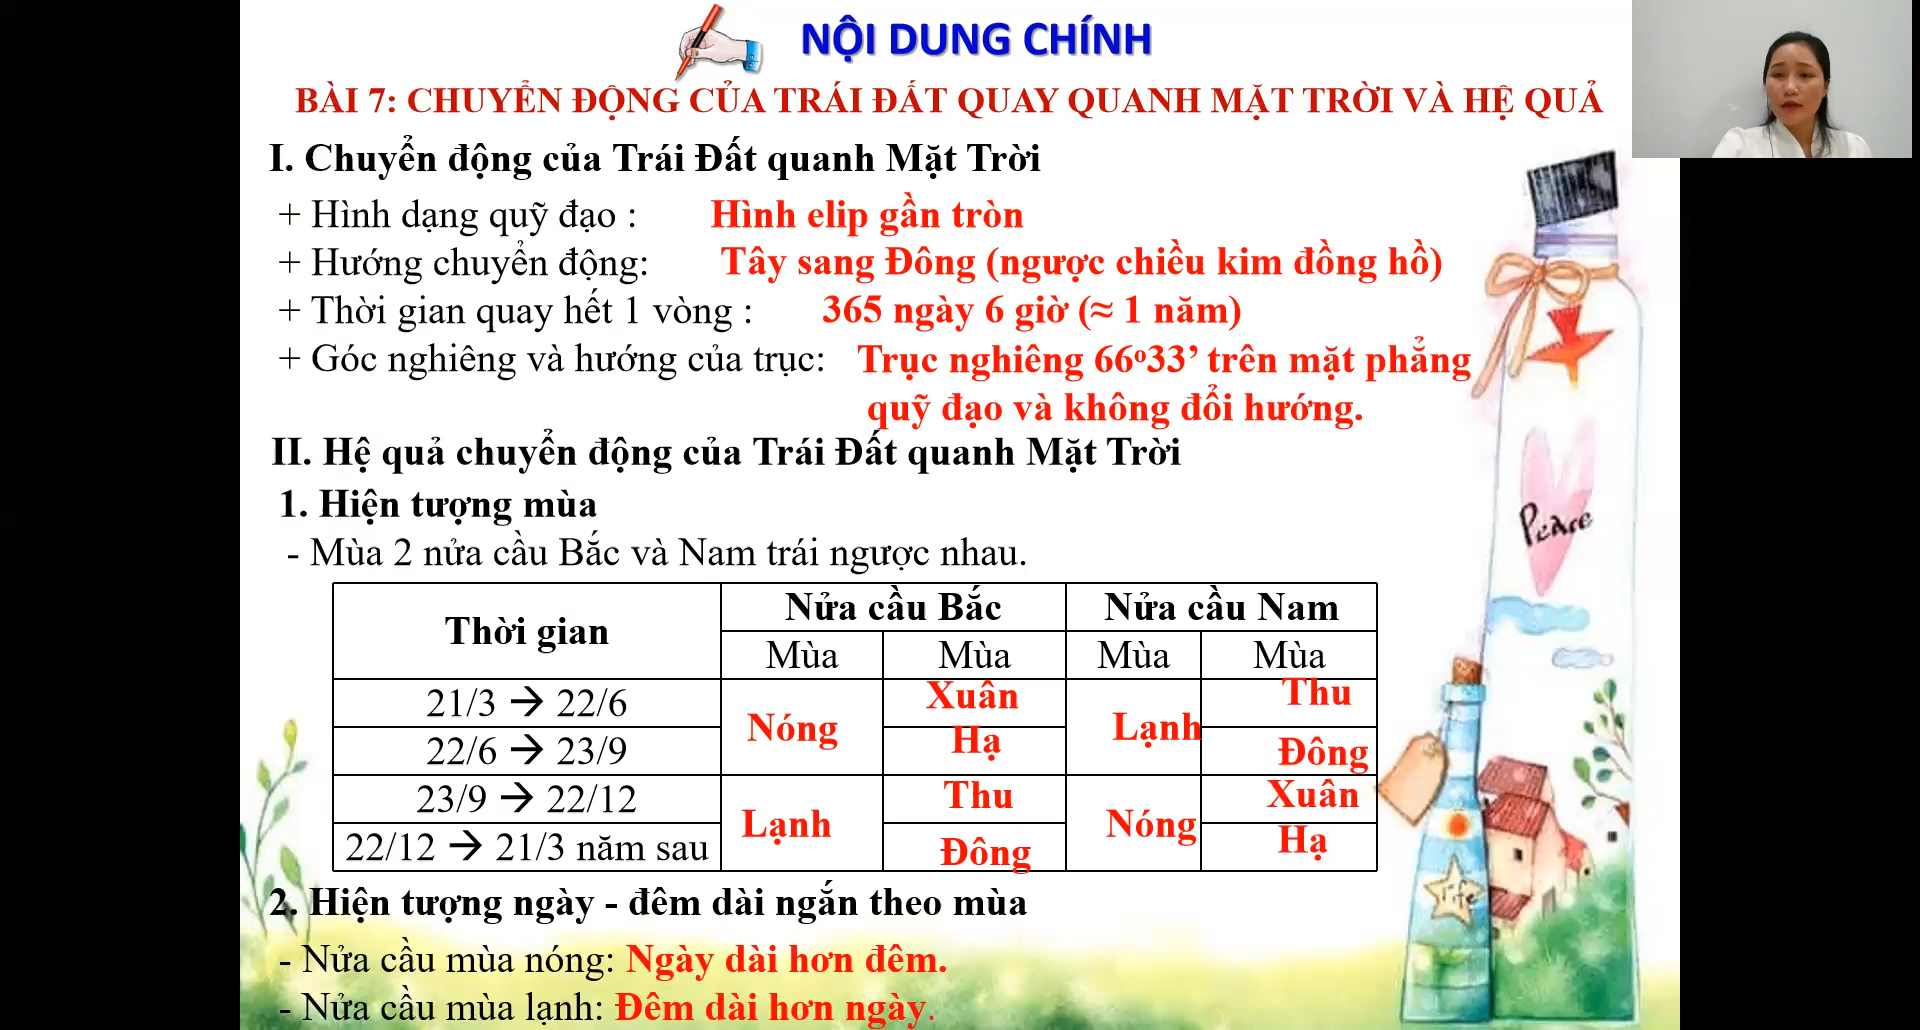 NỘI DUNG CHÍNH
BÀI 7: CHUYỂN ĐỘNG CỦA TRÁI ĐẤT QUAY QUANH MẶT TRỜI VÀ HỆ QUẢ
I. Chuyển động của Trái Đất quanh Mặt Trời
+ Hình dạng quỹ đạo : Hình elip gần tròn
+ Hướng chuyển động: Tây sang Đông (ngược chiều kim đồng hồ)
+ Thời gian quay hết 1 vòng : 365 ngày 6 giờ (≈ 1 năm)
+ Góc nghiêng và hướng của trục: Trục nghiêng 66º33’ trên mặt phẳng
quỹ đạo và không đổi hướng.
II. Hệ quả chuyển động của Trái Đất quanh Mặt Trời
1. Hiện tượng mùa
- Mùa 2 nửa cầu Bắc và Nam trái ngược nhau.
Thời gian Nửa cầu Bắc Nửa cầu Nam
Mùa Mùa Mùa Mùa
21/3 → 22/6 Nóng Xuân Lạnh Thu
22/6 → 23/9 Hạ Đông
23/9 → 22/12 Lạnh Thu Nóng Xuân
22/12 → 21/3 năm sau Đông Hạ
2. Hiện tượng ngày - đêm dài ngắn theo mùa
- Nửa cầu mùa nóng: Ngày dài hơn đêm.
- Nửa cầu mùa lạnh: Đêm dài hơn ngày.
Peace
life